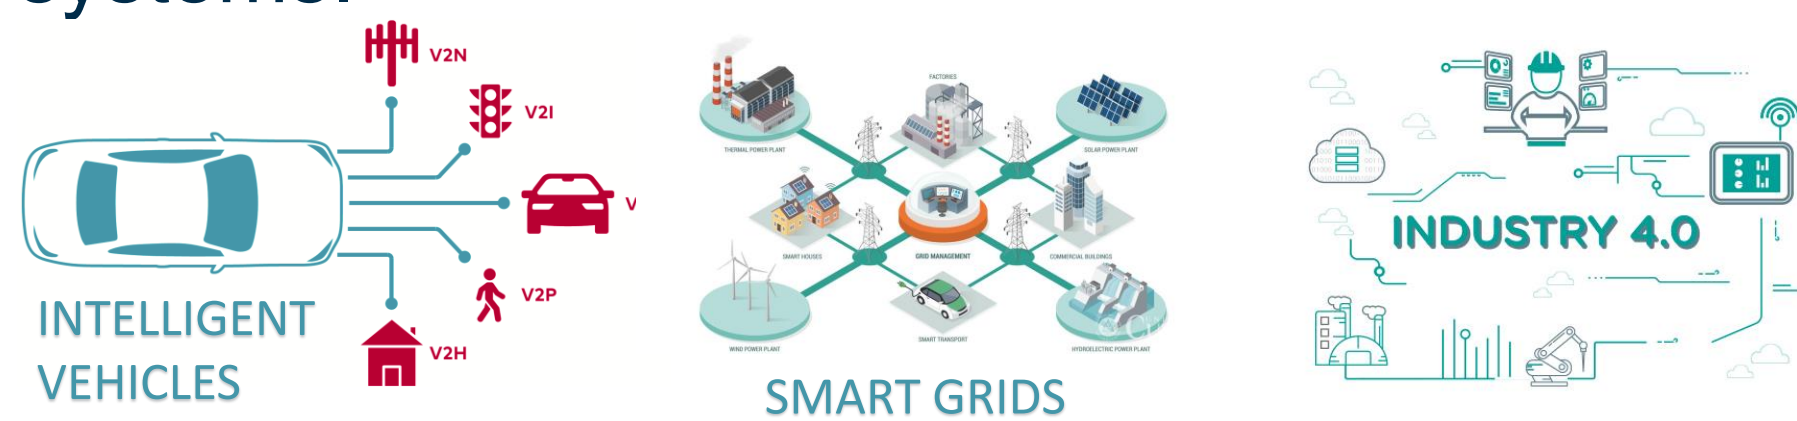 V2N
V2I
V
V2P
V2H
INTELLIGENT
VEHICLES
FACTORIES
THERMAL POWER PLANT
SOLAR POWER PLANT
SMART HOUSES
GRID MANAGEMENT
COMMERCIAL BUILDINGS
WIND POWER PLANT
SMART TRANSPORT
HYDROELECTRIC POWER PLANT
SMART GRIDS
INDUSTRY 4.0